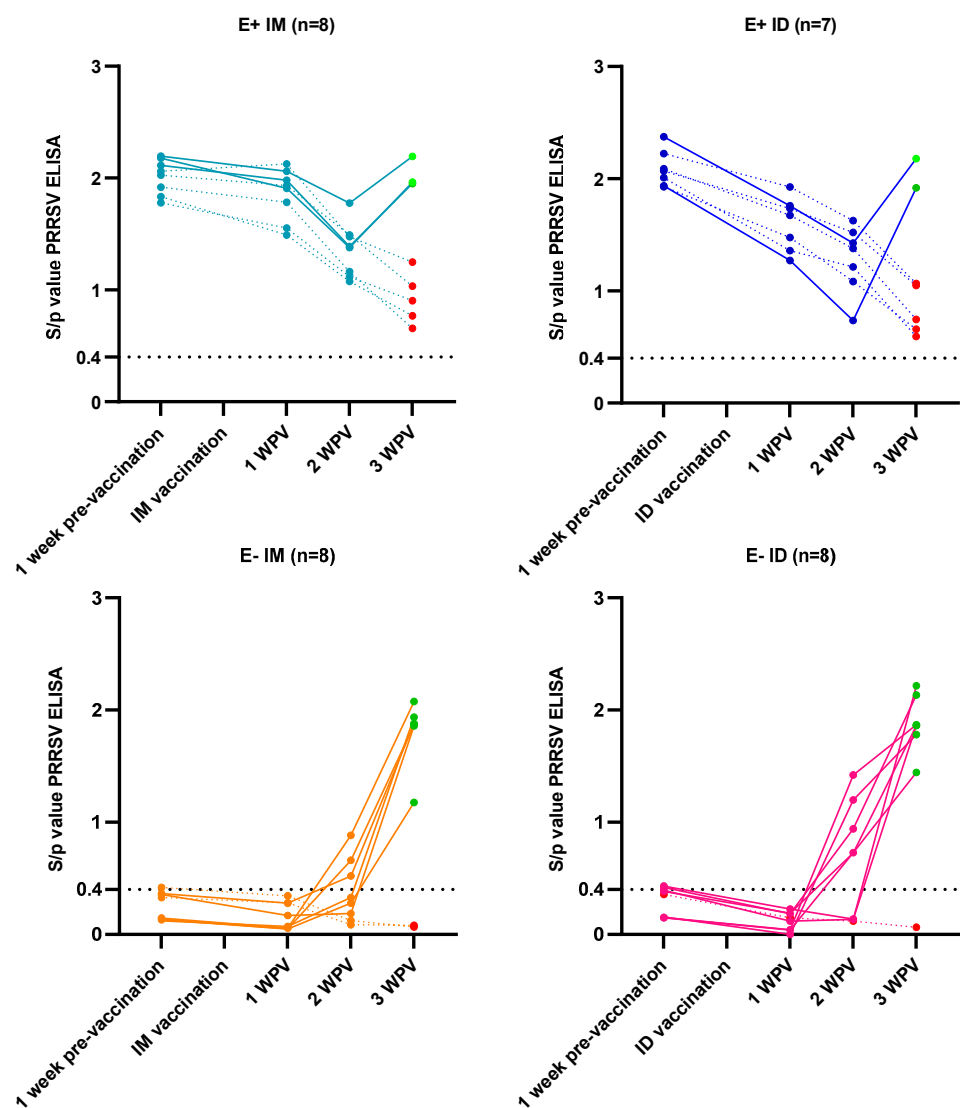 E+ IM (n=8)
S/p value PRRSV ELISA
3
2
1
0.4
0
1 week pre-vaccination
IM vaccination
1 WPV
2 WPV
3 WPV
E+ ID (n=7)
S/p value PRRSV ELISA
3
2
1
0.4
0
1 week pre-vaccination
ID vaccination
1 WPV
2 WPV
3 WPV
E- IM (n=8)
S/p value PRRSV ELISA
3
2
1
0.4
0
1 week pre-vaccination
IM vaccination
1 WPV
2 WPV
3 WPV
E- ID (n=8)
S/p value PRRSV ELISA
3
2
1
0.4
0
1 week pre-vaccination
ID vaccination
1 WPV
2 WPV
3 WPV